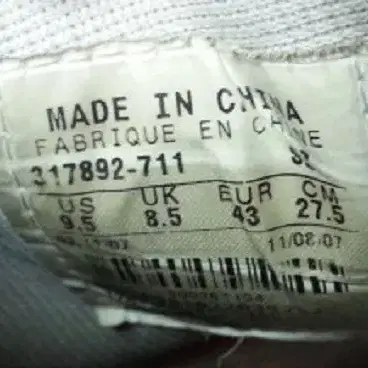 MADE IN CHINA
FABRIQUE EN CHINE
317892-711
US UK EUR CM
9.5 8.5 43 27.5
11/08/07